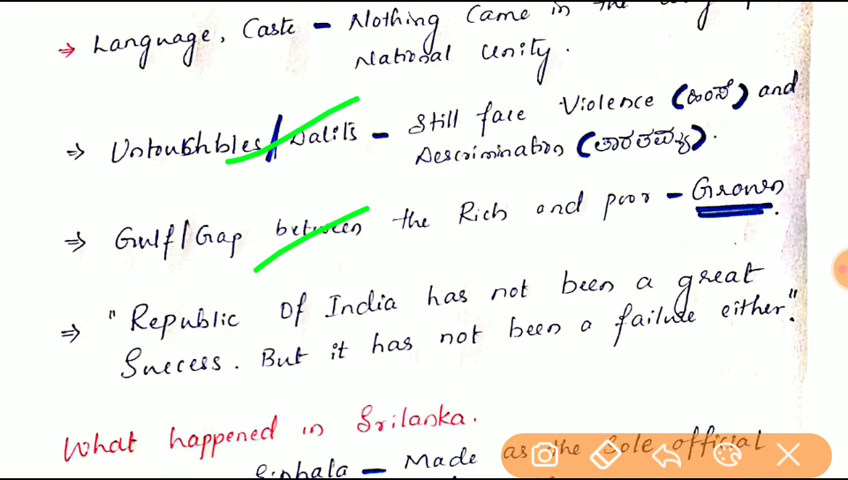 ⇒ Language, Caste - Nothing Came in the
National Unity.
⇒ Untoukhbles/Dalits - Still face Violence (ಹಿಂಸೆ) and
Descrimination (ತಾರತಮ್ಯ).
⇒ Gulf/Gap between the Rich and poor - Grown.
⇒ "Republic Of India has not been a great
Success. But it has not been a failure either."
What happened in Srilanka.
Sinhala - Made as the Sole official